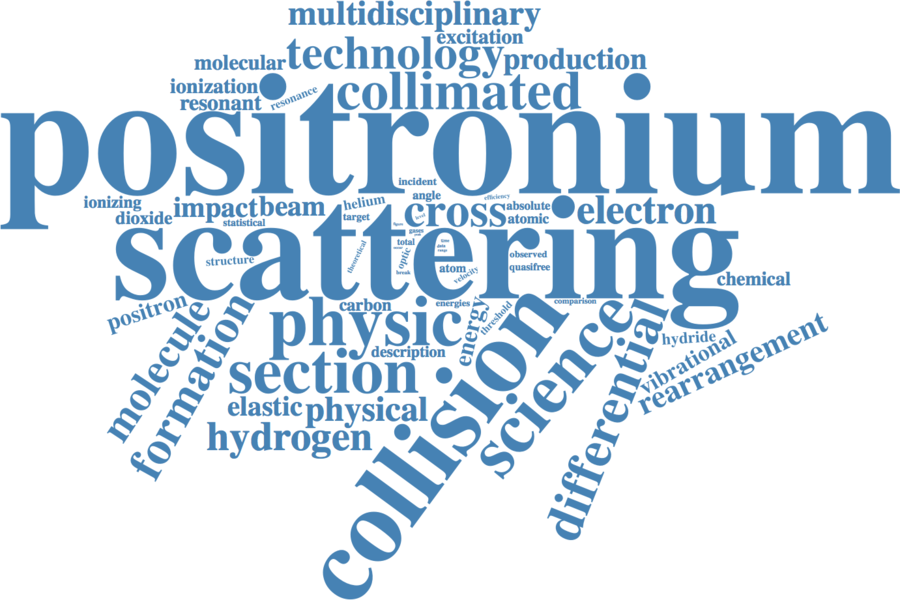 multidisciplinary
excitation
molecular technology production
ionization
resonant resonance collimated
positronium
incident
ionizing angle efficiency
dioxide impact beam helium cross absolute electron
statistical target level atomic
scattering
structure theoretical total optic break
atom velocity observed
quasifree
chemical
positron carbon energies comparison
molecule formation physic energy threshold
description
collision science differential
hydride
vibrational
rearrangement
section
elastic physical
hydrogen